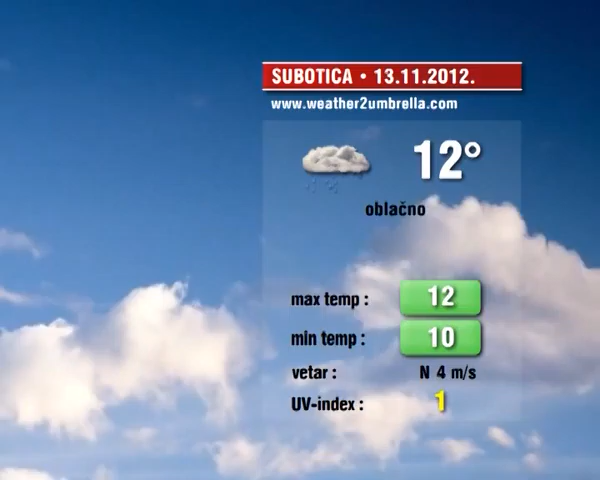 SUBOTICA • 13.11.2012.
www.weather2umbrella.com
12°
oblačno
max temp : 12
min temp : 10
vetar : N 4 m/s
UV-index : 1